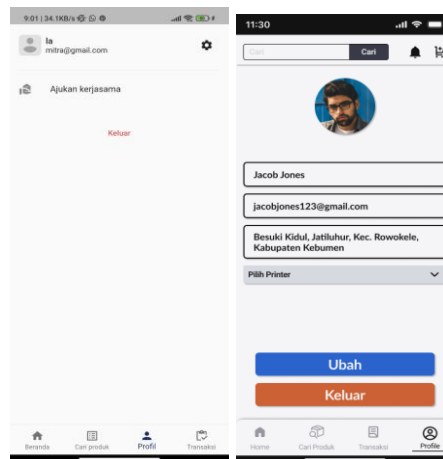 9:01 | 34.1KB/s
la
mitra@gmail.com
Ajukan kerjasama
Keluar
Beranda
Cari produk
Profil
Transaksi
11:30
Cari
Cari
Jacob Jones
jacobjones123@gmail.com
Besuki Kidul, Jatiluhur, Kec. Rowokele,
Kabupaten Kebumen
Pilih Printer
Ubah
Keluar
Home
Cari Produk
Transaksi
Profile